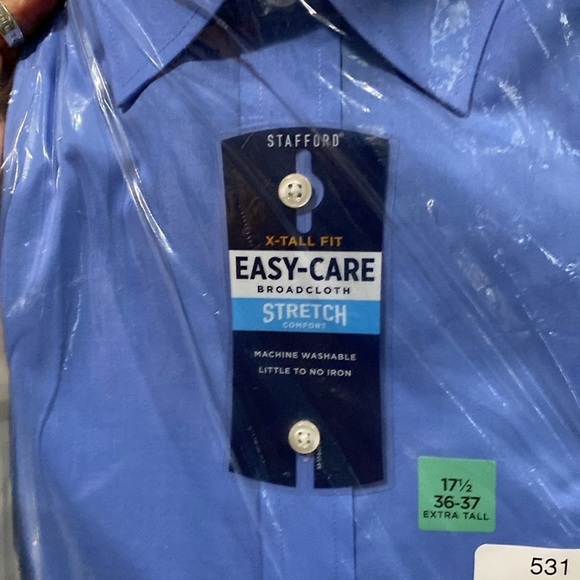 STAFFORD
X-TALL FIT
EASY-CARE
BROADCLOTH
STRETCH
COMFORT
MACHINE WASHABLE
LITTLE TO NO IRON
17½
36-37
EXTRA TALL
531